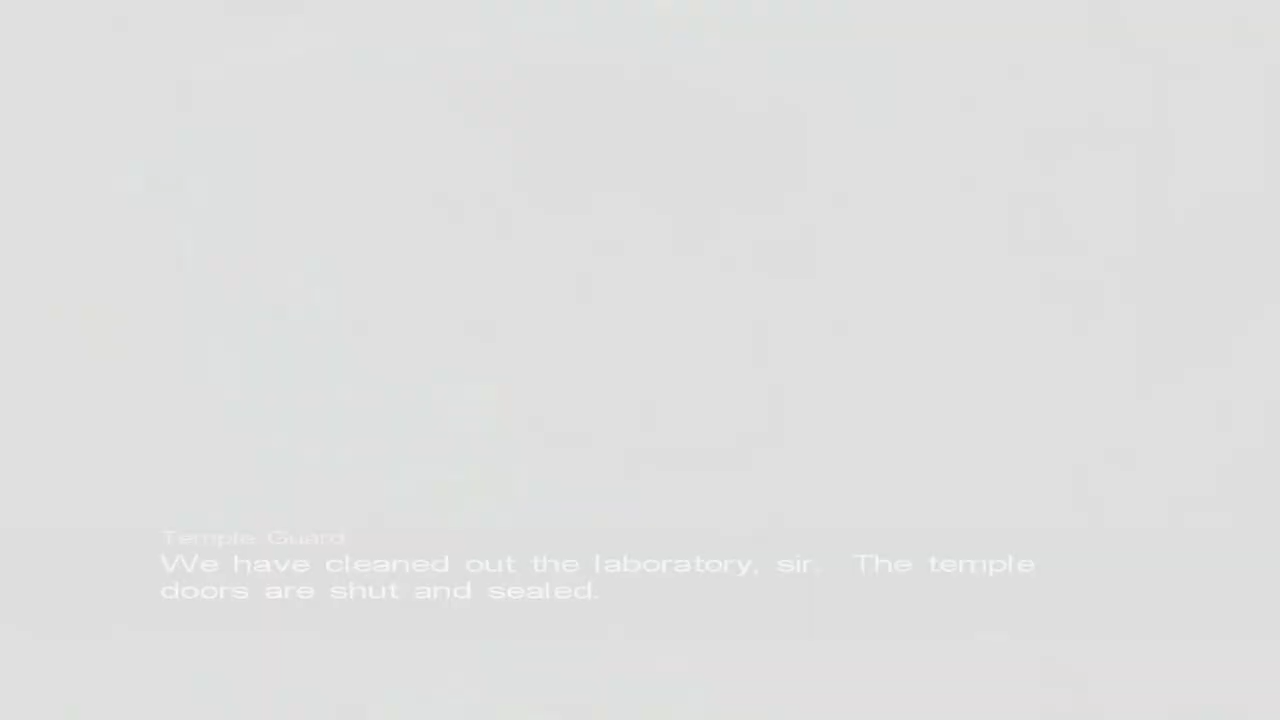 Temple Guard
We have cleaned out the laboratory, sir. The temple
doors are shut and sealed.